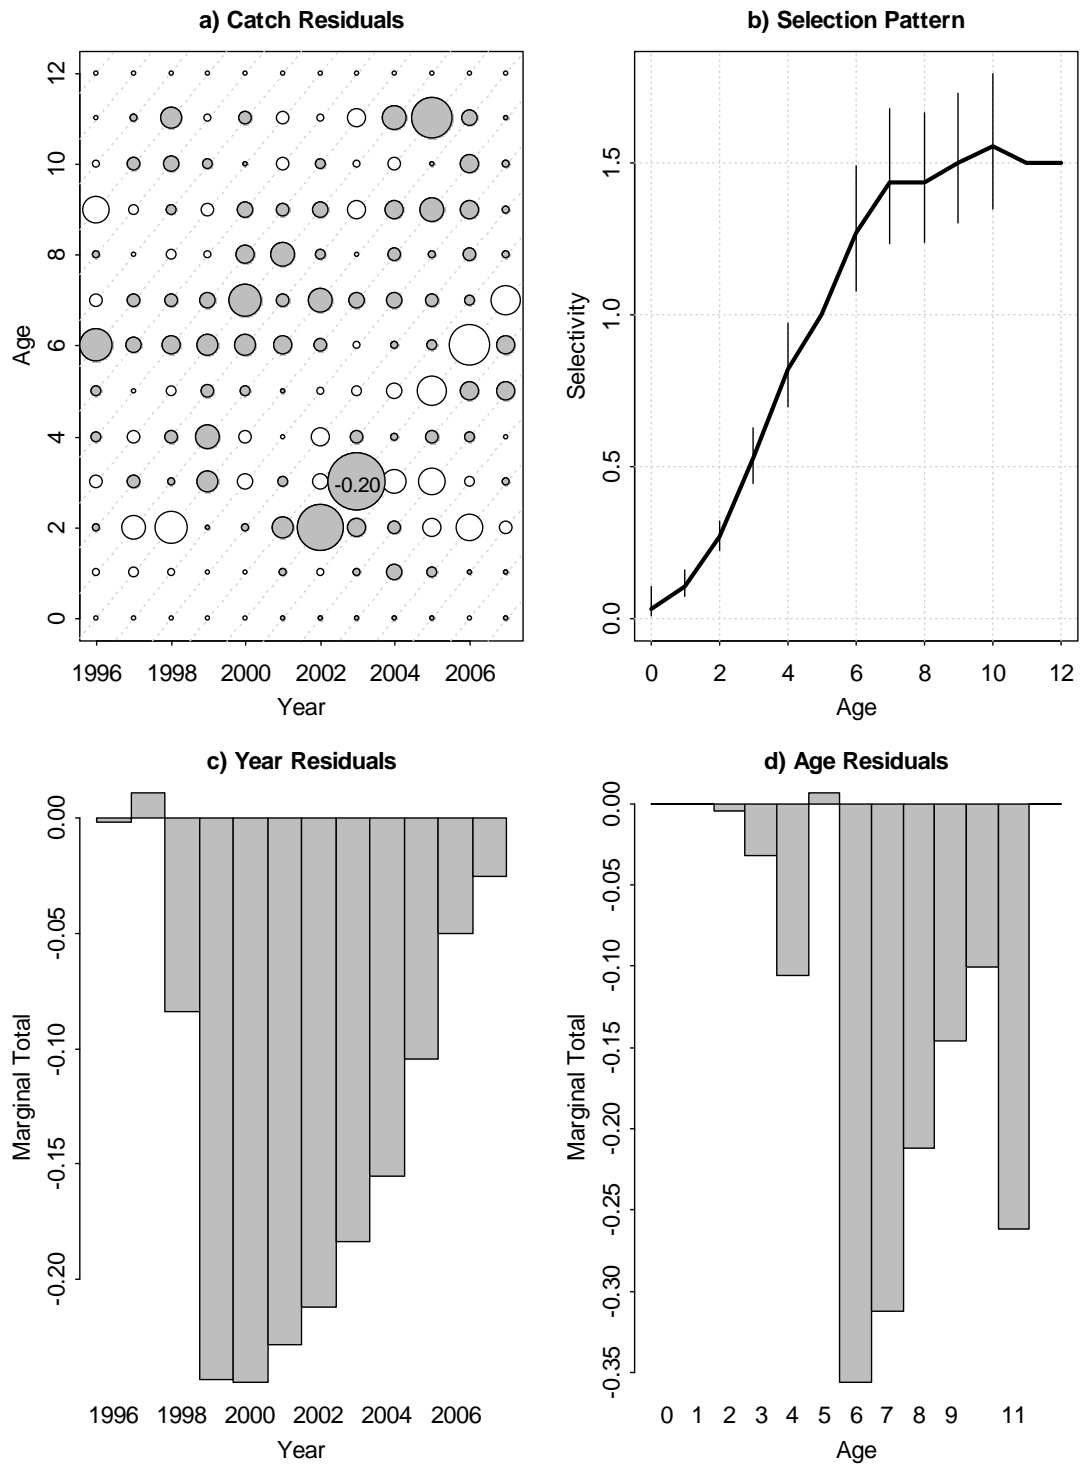 a) Catch Residuals
12
10
8
6
4
2
0
Age
-0.20
1996 1998 2000 2002 2004 2006
Year
b) Selection Pattern
1.5
1.0
0.5
0.0
Selectivity
0 2 4 6 8 10 12
Age
c) Year Residuals
0.00
-0.05
-0.10
-0.15
-0.20
Marginal Total
1996 1998 2000 2002 2004 2006
Year
d) Age Residuals
0.00
-0.05
-0.10
-0.15
-0.20
-0.25
-0.30
-0.35
Marginal Total
0 1 2 3 4 5 6 7 8 9 11
Age